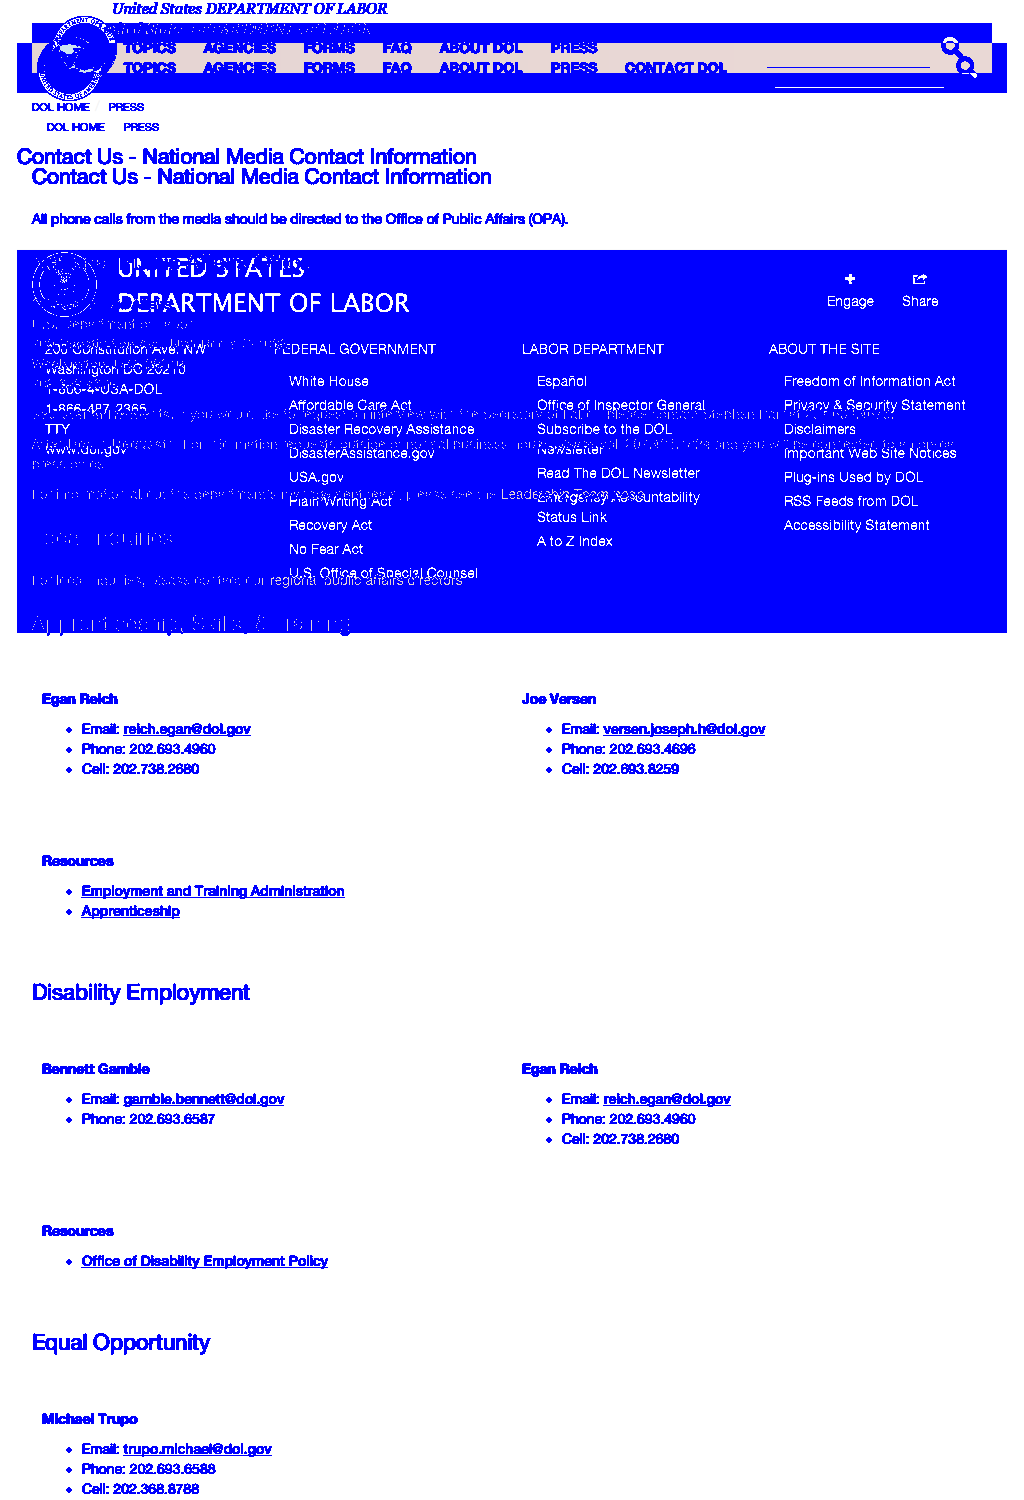 United States DEPARTMENT OF LABOR
TOPICS AGENCIES FORMS FAQ ABOUT DOL PRESS
TOPICS AGENCIES FORMS FAQ ABOUT DOL PRESS CONTACT DOL
DOL HOME PRESS
DOL HOME PRESS
Contact Us - National Media Contact Information
Contact Us - National Media Contact Information
All phone calls from the media should be directed to the Office of Public Affairs (OPA).
UNITED STATES
DEPARTMENT OF LABOR
Engage Share
200 Constitution Ave. NW
Washington DC 20210
1-866-4-USA-DOL
1-866-487-2365
TTY
www.dol.gov
FEDERAL GOVERNMENT
White House
Affordable Care Act
Disaster Recovery Assistance
DisasterAssistance.gov
USA.gov
Plain Writing Act
Recovery Act
No Fear Act
U.S. Office of Special Counsel
LABOR DEPARTMENT
Español
Office of Inspector General
Subscribe to the DOL
Newsletter
Read The DOL Newsletter
Emergency Accountability
Status Link
A to Z Index
ABOUT THE SITE
Freedom of Information Act
Privacy & Security Statement
Disclaimers
Important Web Site Notices
Plug-ins Used by DOL
RSS Feeds from DOL
Accessibility Statement
Apprenticeship, Skills, & Training
Egan Reich
Email: reich.egan@dol.gov
Phone: 202.693.4960
Cell: 202.738.2680
Joe Versen
Email: versen.joseph.h@dol.gov
Phone: 202.693.4696
Cell: 202.693.8259
Resources
Employment and Training Administration
Apprenticeship
Disability Employment
Bennett Gamble
Email: gamble.bennett@dol.gov
Phone: 202.693.6587
Egan Reich
Email: reich.egan@dol.gov
Phone: 202.693.4960
Cell: 202.738.2680
Resources
Office of Disability Employment Policy
Equal Opportunity
Michael Trupo
Email: trupo.michael@dol.gov
Phone: 202.693.6588
Cell: 202.368.8788